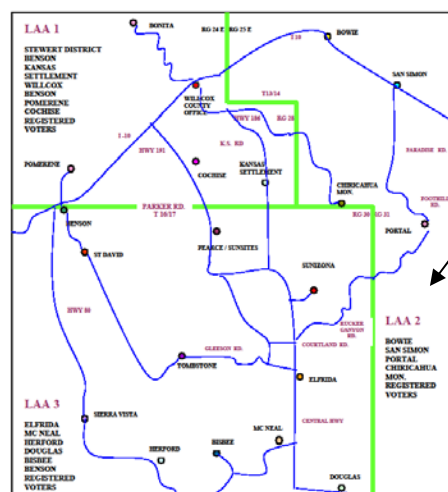 LAA 1
STEWERT DISTRICT
BENSON
KANSAS
SETTLEMENT
WILLCOX
BENSON
POMERENE
COCHISE
REGISTERED
VOTERS
BONITA
RG 24 E RG 25 E
I 10
BOWIE
SAN SIMON
WILLCOX
COUNTY
OFFICE
T13/14
HWY 186
RG 28
K.S. RD
I -10
HWY 191
PARADISE RD.
POMERENE
COCHISE
KANSAS
SETTLEMENT
CHIRICAHUA
MON.
FOOTHILL
RD.
PARKER RD.
T 16/17
RG 30
RG 31
BENSON
PORTAL
ST DAVID
PEARCE / SUNSITES
SUNIZONA
HWY 80
RUCKER
CANYON
RD.
GLEESON RD.
COURTLAND RD.
TOMBSTONE
ELFRIDA
LAA 2
BOWIE
SAN SIMON
PORTAL
CHIRICAHUA
MON.
REGISTERED
VOTERS
LAA 3
ELFRIDA
MC NEAL
HERFORD
DOUGLAS
BISBEE
BENSON
REGISTERED
VOTERS
SIERRA VISTA
CENTRAL HWY
MC NEAL
HERFORD
BISBEE
DOUGLAS